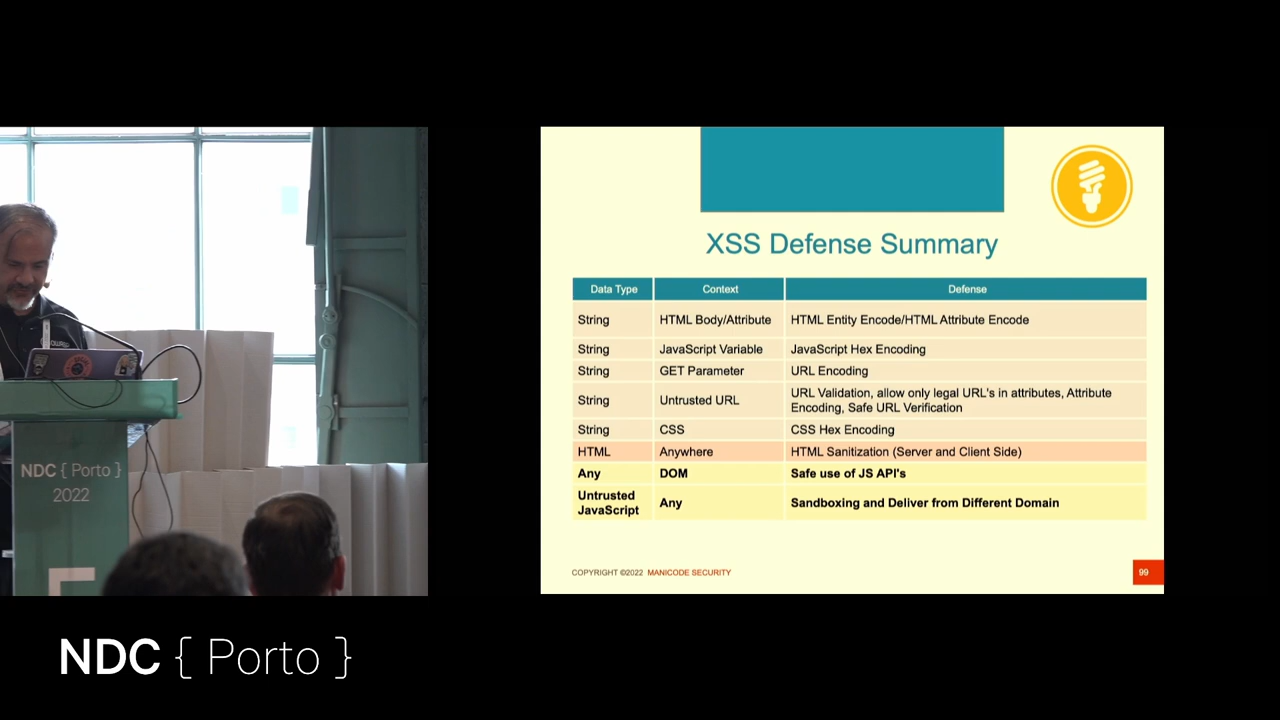 XSS Defense Summary
Data Type Context Defense
String HTML Body/Attribute HTML Entity Encode/HTML Attribute Encode
String JavaScript Variable JavaScript Hex Encoding
String GET Parameter URL Encoding
String Untrusted URL URL Validation, allow only legal URL's in attributes, Attribute
Encoding, Safe URL Verification
String CSS CSS Hex Encoding
HTML Anywhere HTML Sanitization (Server and Client Side)
Any DOM Safe use of JS API's
Untrusted
JavaScript Any Sandboxing and Deliver from Different Domain
COPYRIGHT ©2022 MANICODE SECURITY
99
NDC { Porto }
2022
NDC { Porto }